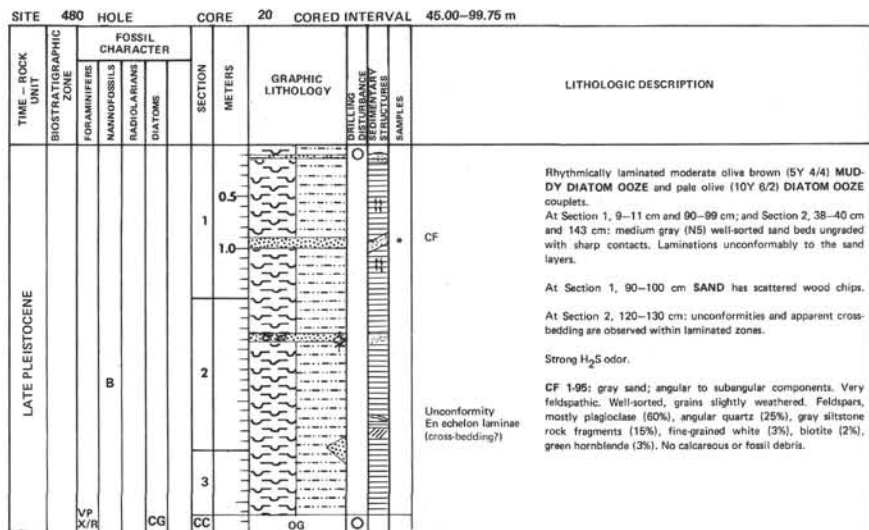 SITE 480 HOLE CORE 20 CORED INTERVAL 45.00–99.75 m
TIME – ROCK UNIT
BIOSTRATIGRAPHIC ZONE
FOSSIL CHARACTER
FORAMINIFERS
NANNOFOSSILS
RADIOLARIANS
DIATOMS
SECTION
METERS
GRAPHIC LITHOLOGY
DRILLING DISTURBANCE
SEDIMENTARY STRUCTURES
SAMPLES
LITHOLOGIC DESCRIPTION
LATE PLEISTOCENE
B
VP
X/R
CG
1
2
3
CC
0.5
1.0
OG
*
CF
Unconformity
En echelon laminae
(cross-bedding?)
Rhythmically laminated moderate olive brown (5Y 4/4) MUD-
DY DIATOM OOZE and pale olive (10Y 6/2) DIATOM OOZE
couplets.
At Section 1, 9–11 cm and 90–99 cm; and Section 2, 38–40 cm
and 143 cm: medium gray (N5) well-sorted sand beds ungraded
with sharp contacts. Laminations unconformably to the sand
layers.
At Section 1, 90–100 cm SAND has scattered wood chips.
At Section 2, 120–130 cm: unconformities and apparent cross-
bedding are observed within laminated zones.
Strong H2S odor.
CF 1-95: gray sand; angular to subangular components. Very
feldspathic. Well-sorted, grains slightly weathered. Feldspars,
mostly plagioclase (60%), angular quartz (25%), gray siltstone
rock fragments (15%), fine-grained white (3%), biotite (2%),
green hornblende (3%). No calcareous or fossil debris.